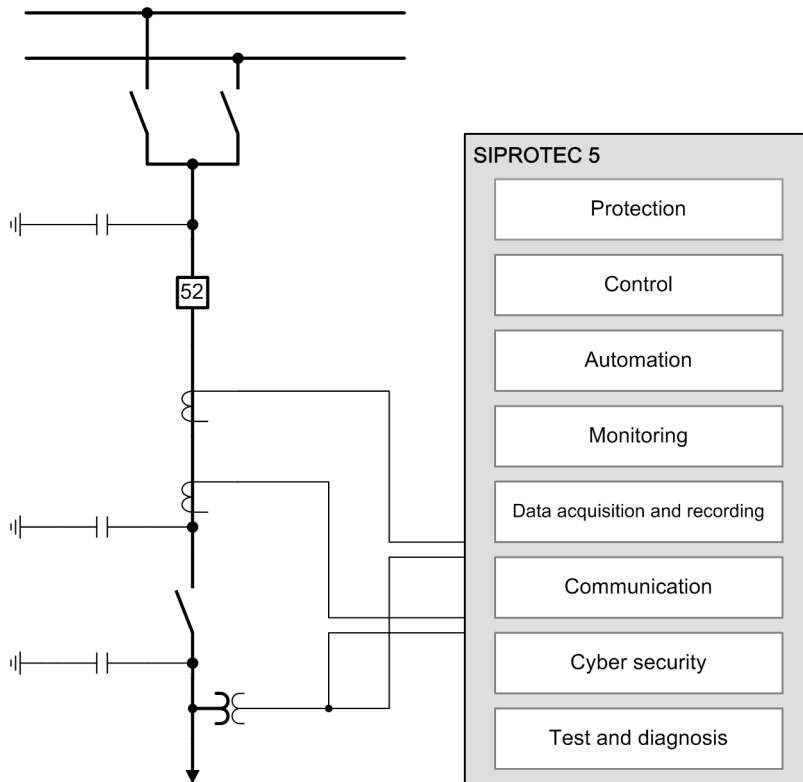 SIPROTEC 5
Protection
Control
52
Automation
Monitoring
Data acquisition and recording
Communication
Cyber security
Test and diagnosis